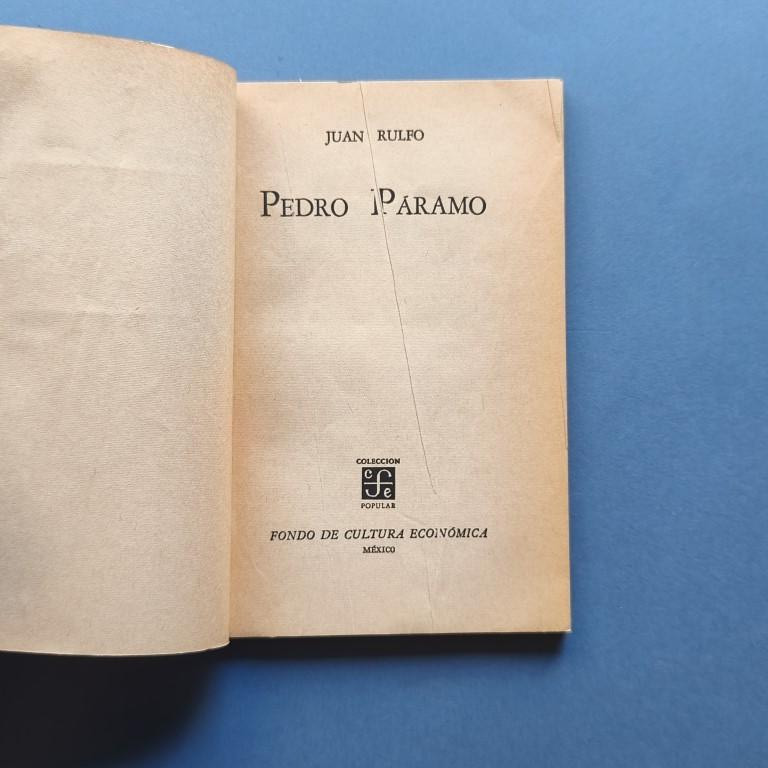 JUAN RULFO
PEDRO PÁRAMO
COLECCION
cfe
POPULAR
FONDO DE CULTURA ECONÓMICA
MÉXICO